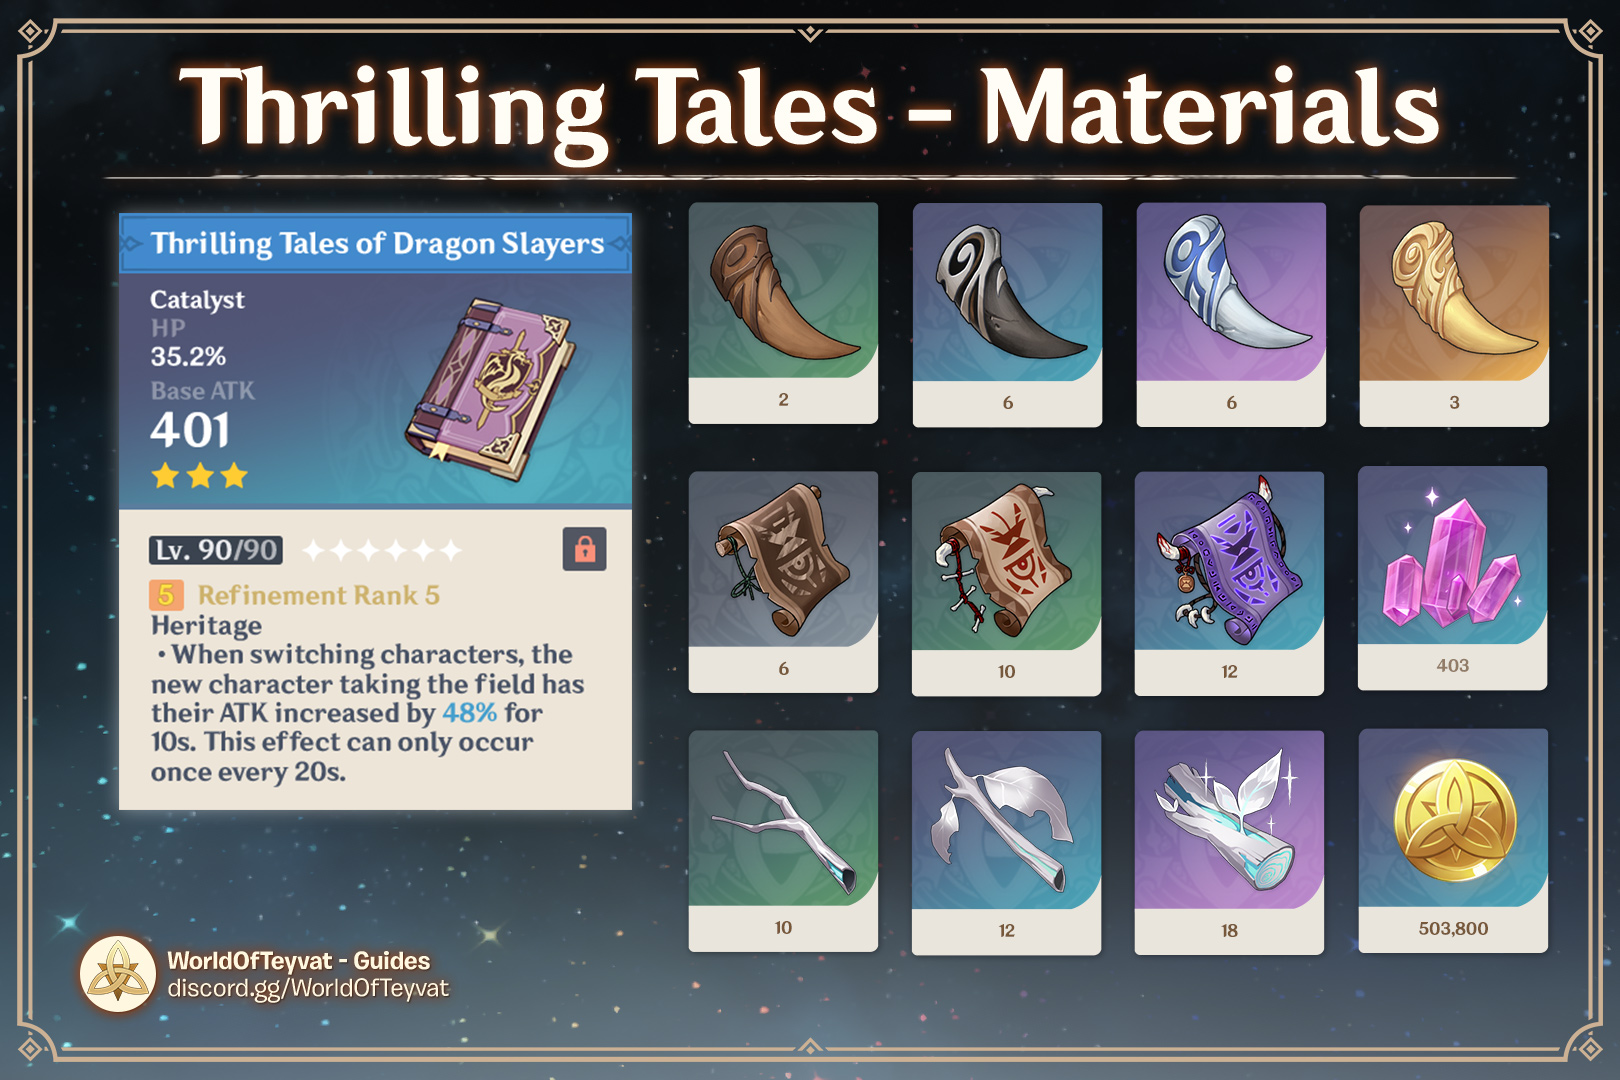 Thrilling Tales – Materials
Thrilling Tales of Dragon Slayers
Catalyst
HP
35.2%
Base ATK
401
Lv. 90/90
5 Refinement Rank 5
Heritage
• When switching characters, the
new character taking the field has
their ATK increased by 48% for
10s. This effect can only occur
once every 20s.
2
6
6
3
6
10
12
403
10
12
18
503,800
WorldOfTeyvat - Guides
discord.gg/WorldOfTeyvat